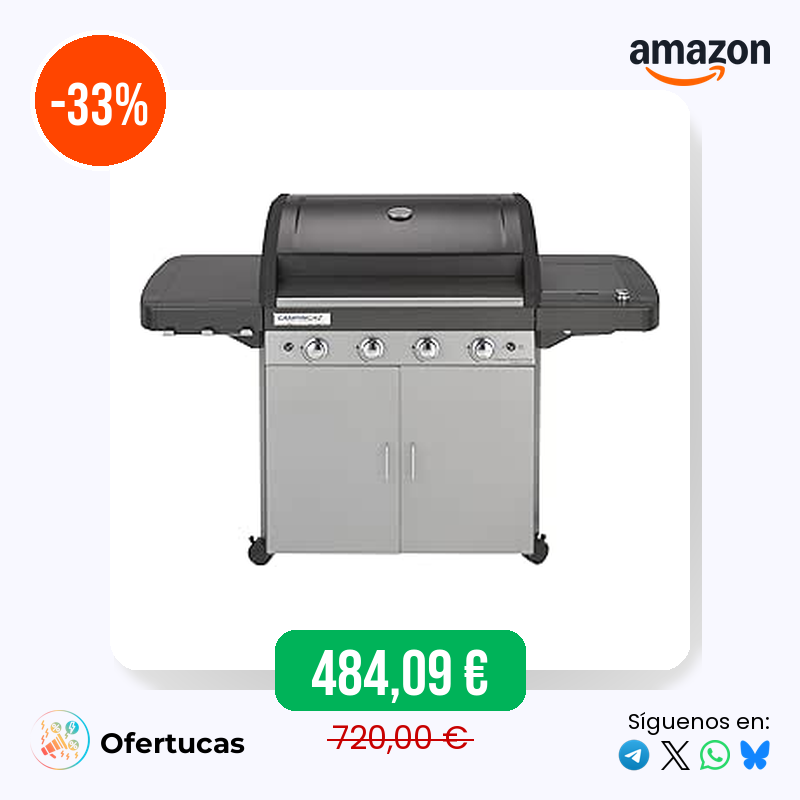 -33%
amazon
CAMPINGAZ
484,09 €
720,00 €
Ofertucas
Síguenos en: